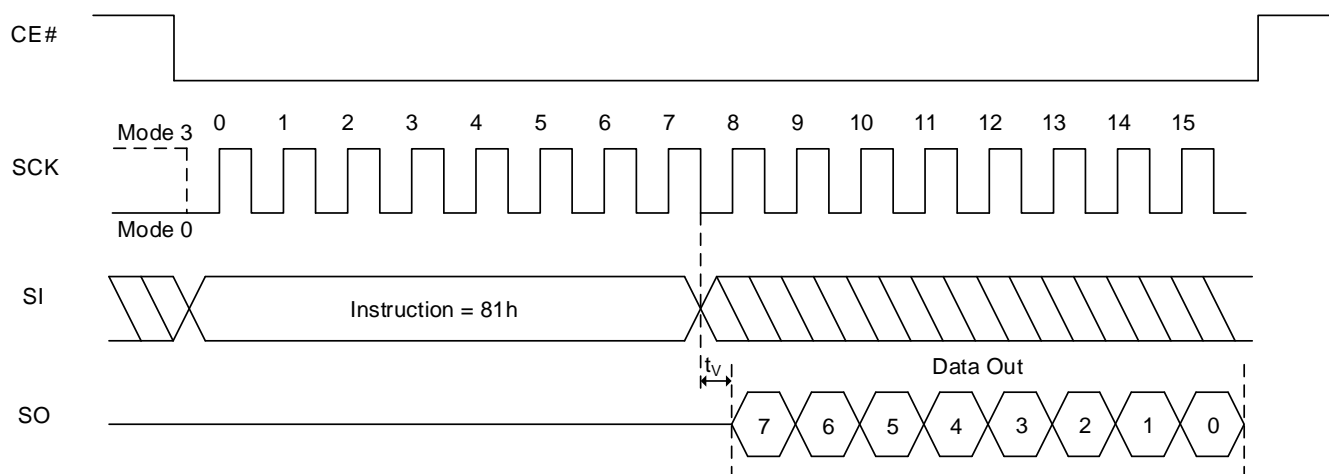 CE#
0 1 2 3 4 5 6 7 8 9 10 11 12 13 14 15
Mode 3
SCK
Mode 0
SI
Instruction = 81h
tV
Data Out
SO
7 6 5 4 3 2 1 0